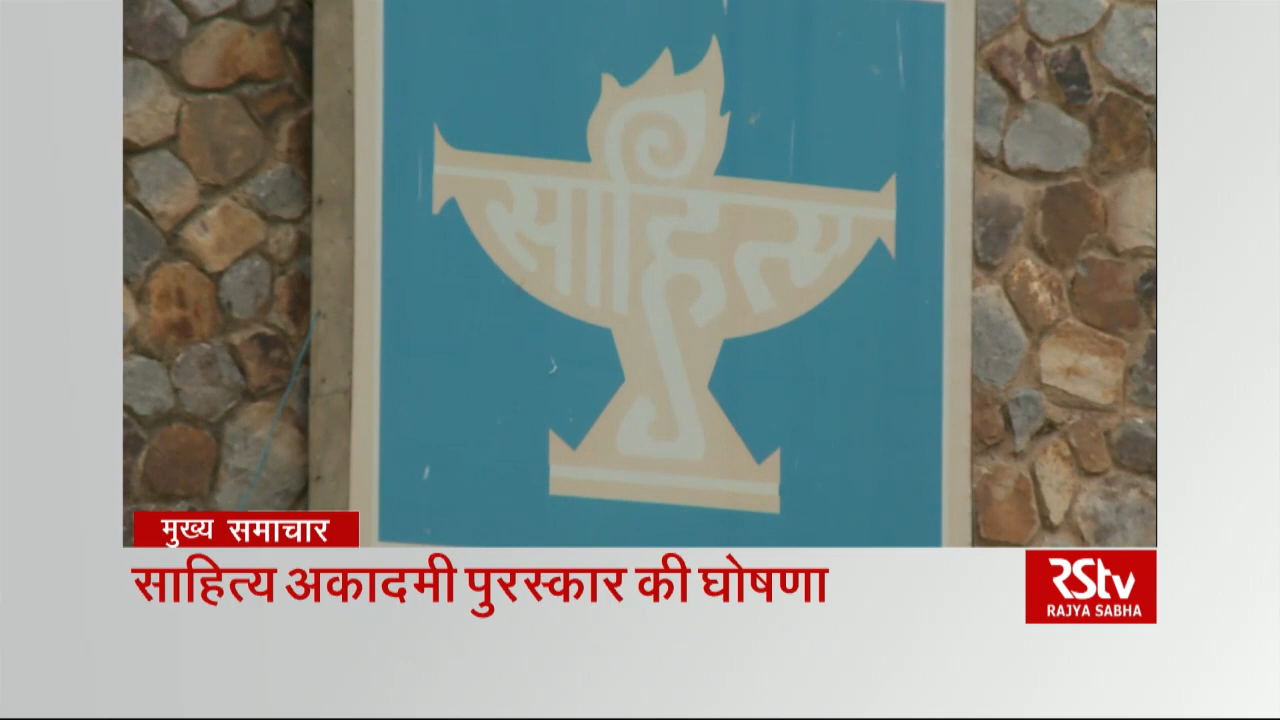 साहित्य
मुख्य समाचार
साहित्य अकादमी पुरस्कार की घोषणा
RStv
RAJYA SABHA